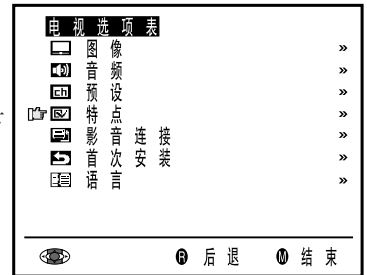 电视选项表
图像 »
音频 »
ch 预设 »
特点 »
影音连接 »
首次安装 »
语言 »
R 后退 M 结束